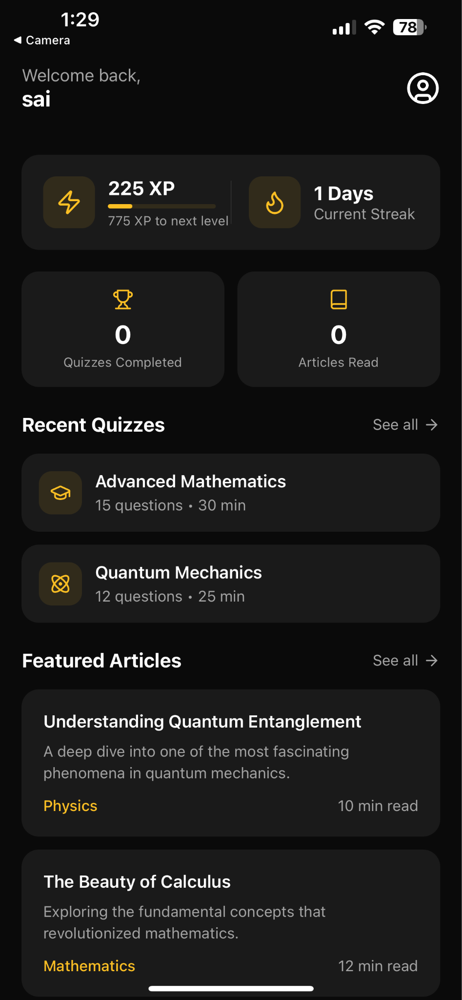 1:29
78
◀ Camera
Welcome back,
sai
225 XP
775 XP to next level
1 Days
Current Streak
0
Quizzes Completed
0
Articles Read
Recent Quizzes
See all →
Advanced Mathematics
15 questions • 30 min
Quantum Mechanics
12 questions • 25 min
Featured Articles
See all →
Understanding Quantum Entanglement
A deep dive into one of the most fascinating
phenomena in quantum mechanics.
Physics
10 min read
The Beauty of Calculus
Exploring the fundamental concepts that
revolutionized mathematics.
Mathematics
12 min read